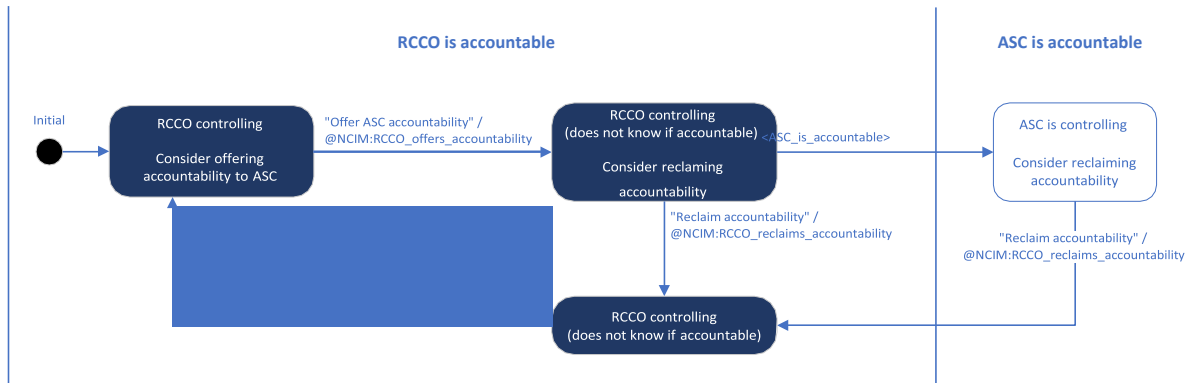 RCCO is accountable
ASC is accountable
Initial
RCCO controlling
Consider offering
accountability to ASC
"Offer ASC accountability" /
@NCIM:RCCO_offers_accountability
RCCO controlling
(does not know if accountable)
Consider reclaming
accountability
<ASC_is_accountable>
ASC is controlling
Consider reclaiming
accountability
"Reclaim accountability" /
@NCIM:RCCO_reclaims_accountability
"Reclaim accountability" /
@NCIM:RCCO_reclaims_accountability
RCCO controlling
(does not know if accountable)